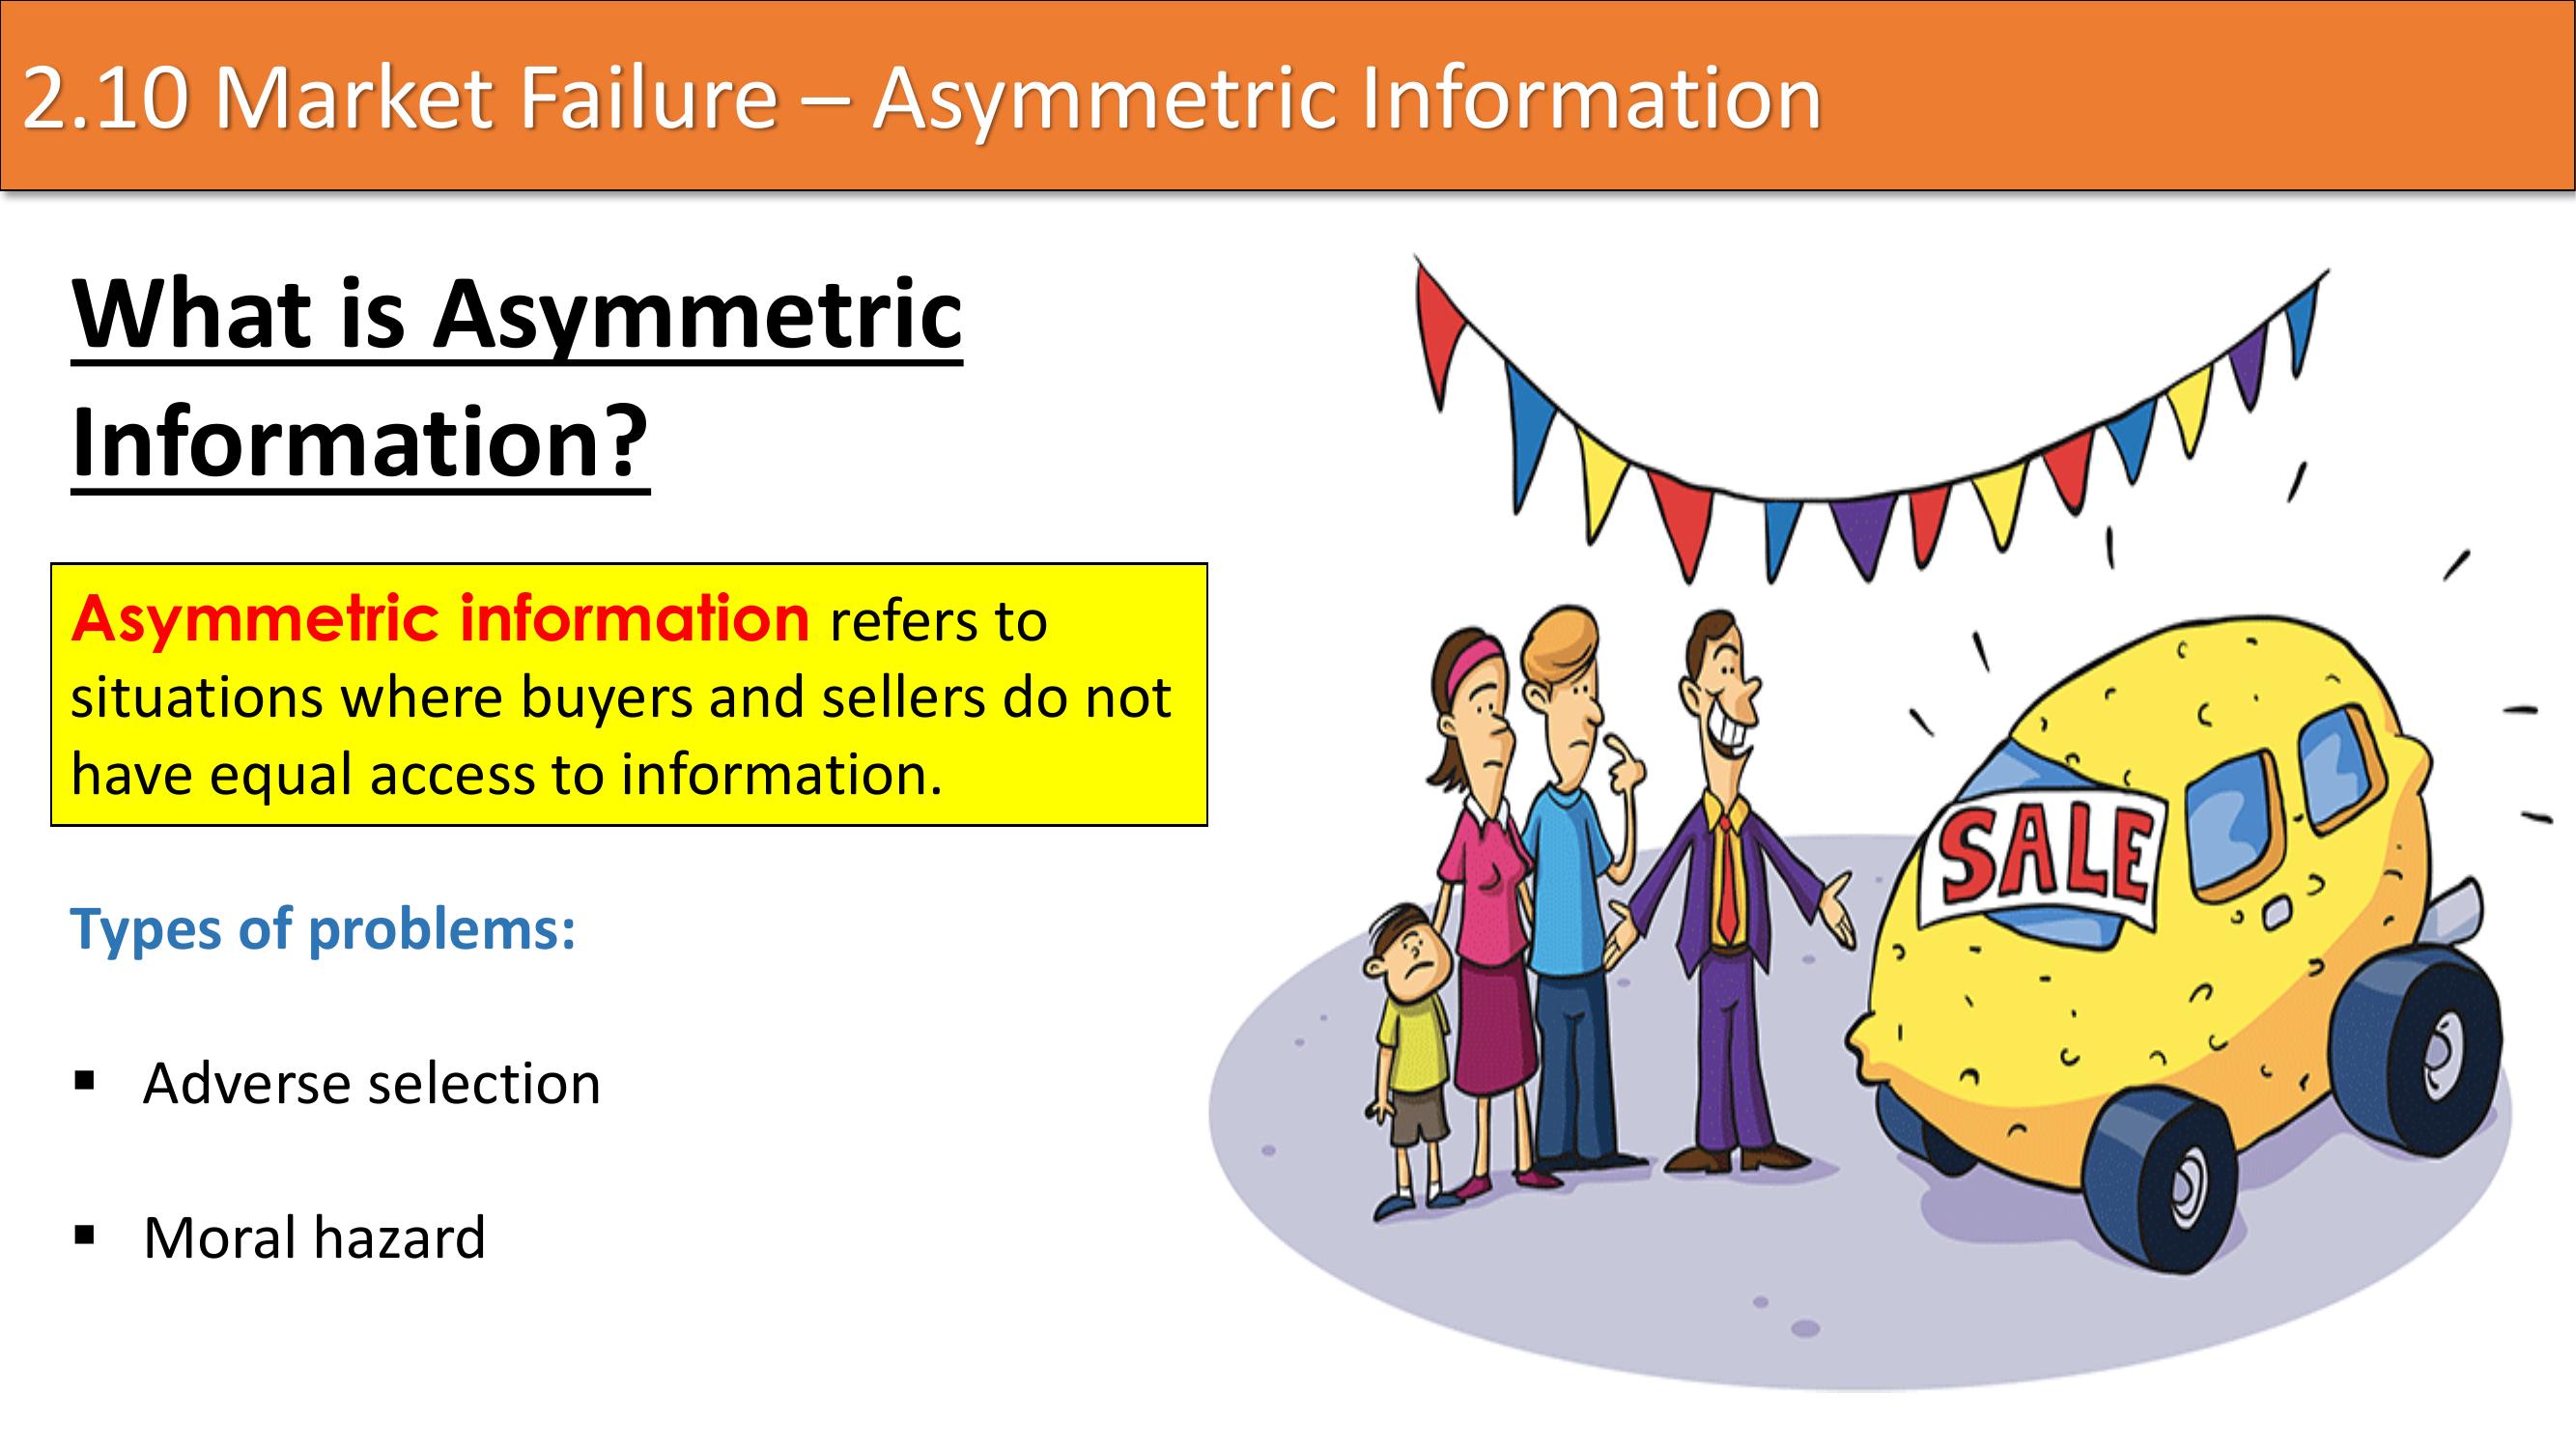 2.10 Market Failure – Asymmetric Information
What is Asymmetric
Information?
Asymmetric information refers to
situations where buyers and sellers do not
have equal access to information.
Types of problems:
▪ Adverse selection
▪ Moral hazard
SALE